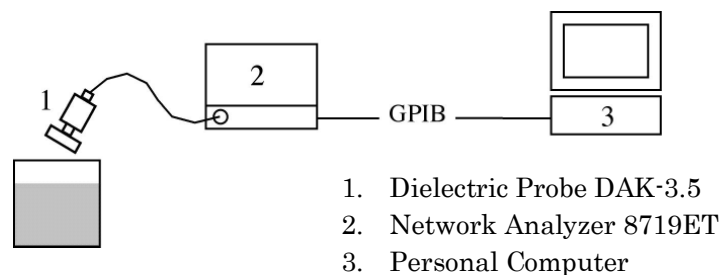 2
1
GPIB
3
1. Dielectric Probe DAK-3.5
2. Network Analyzer 8719ET
3. Personal Computer